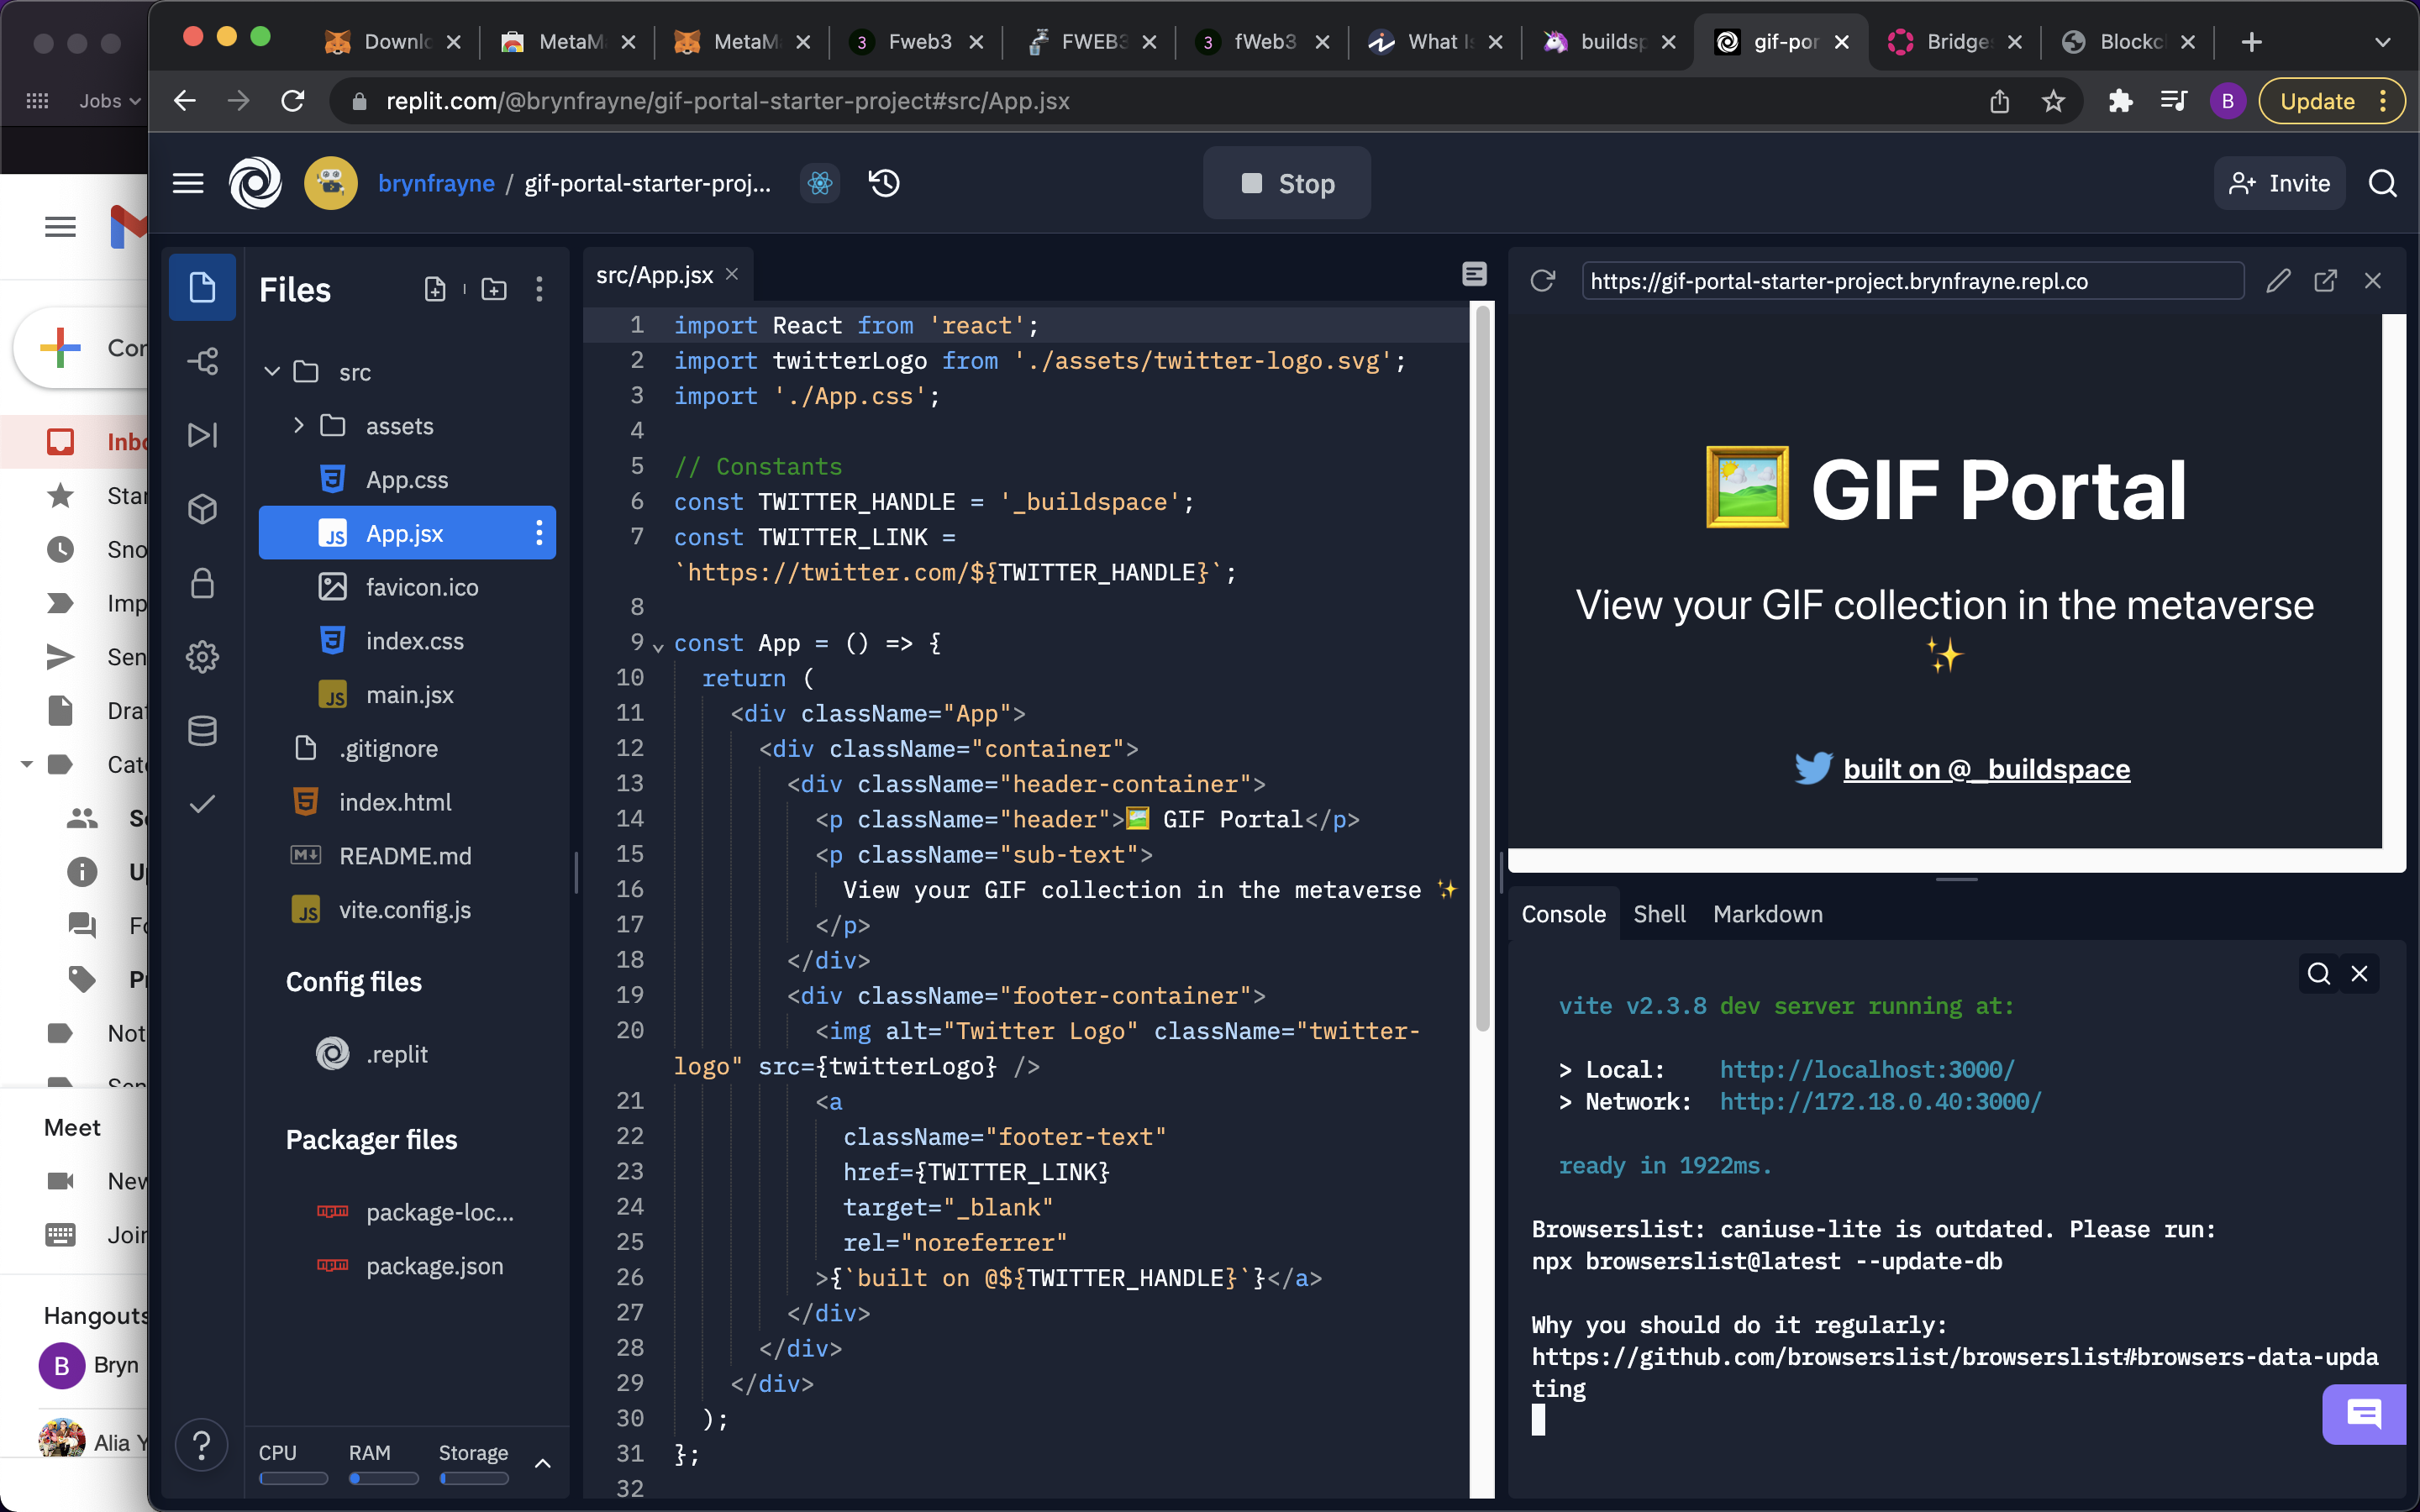 Downlo
MetaMa
MetaMa
Fweb3
FWEB3
fWeb3
What Is
buildsp
gif-por
Bridge
Blockc
Jobs
replit.com/@brynfrayne/gif-portal-starter-project#src/App.jsx
B
Update
brynfrayne / gif-portal-starter-proj...
Stop
Invite
Con
Inbo
Star
Sno
Imp
Sen
Draf
Cate
So
Up
Fo
Pr
Not
Meet
New
Join
Hangouts
B Bryn
Alia Y
Files
src
assets
App.css
App.jsx
favicon.ico
index.css
main.jsx
.gitignore
index.html
README.md
vite.config.js
Config files
.replit
Packager files
package-loc...
package.json
CPU RAM Storage
src/App.jsx
1 import React from 'react';
2 import twitterLogo from './assets/twitter-logo.svg';
3 import './App.css';
4
5 // Constants
6 const TWITTER_HANDLE = '_buildspace';
7 const TWITTER_LINK =
`https://twitter.com/${TWITTER_HANDLE}`;
8
9 const App = () => {
10 return (
11 <div className="App">
12 <div className="container">
13 <div className="header-container">
14 <p className="header">🖼 GIF Portal</p>
15 <p className="sub-text">
16 View your GIF collection in the metaverse ✨
17 </p>
18 </div>
19 <div className="footer-container">
20 <img alt="Twitter Logo" className="twitter-
logo" src={twitterLogo} />
21 <a
22 className="footer-text"
23 href={TWITTER_LINK}
24 target="_blank"
25 rel="noreferrer"
26 >{`built on @${TWITTER_HANDLE}`}</a>
27 </div>
28 </div>
29 </div>
30 );
31 };
32
https://gif-portal-starter-project.brynfrayne.repl.co
🖼 GIF Portal
View your GIF collection in the metaverse
✨
built on @_buildspace
Console Shell Markdown
vite v2.3.8 dev server running at:
> Local: http://localhost:3000/
> Network: http://172.18.0.40:3000/
ready in 1922ms.
Browserslist: caniuse-lite is outdated. Please run:
npx browserslist@latest --update-db
Why you should do it regularly:
https://github.com/browserslist/browserslist#browsers-data-upda
ting